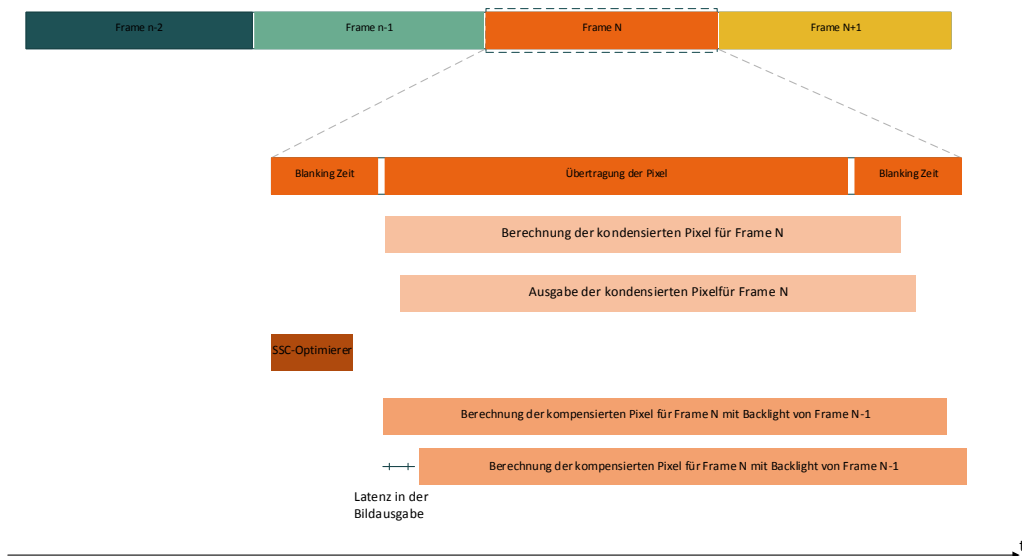 Frame n-2
Frame n-1
Frame N
Frame N+1
Blanking Zeit
Übertragung der Pixel
Blanking Zeit
Berechnung der kondensierten Pixel für Frame N
Ausgabe der kondensierten Pixelfür Frame N
SSC-Optimierer
Berechnung der kompensierten Pixel für Frame N mit Backlight von Frame N-1
Berechnung der kompensierten Pixel für Frame N mit Backlight von Frame N-1
Latenz in der
Bildausgabe
t